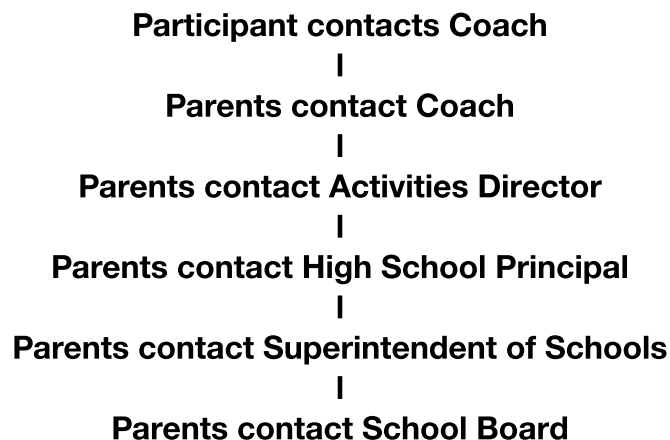 Participant contacts Coach
Parents contact Coach
Parents contact Activities Director
Parents contact High School Principal
Parents contact Superintendent of Schools
Parents contact School Board